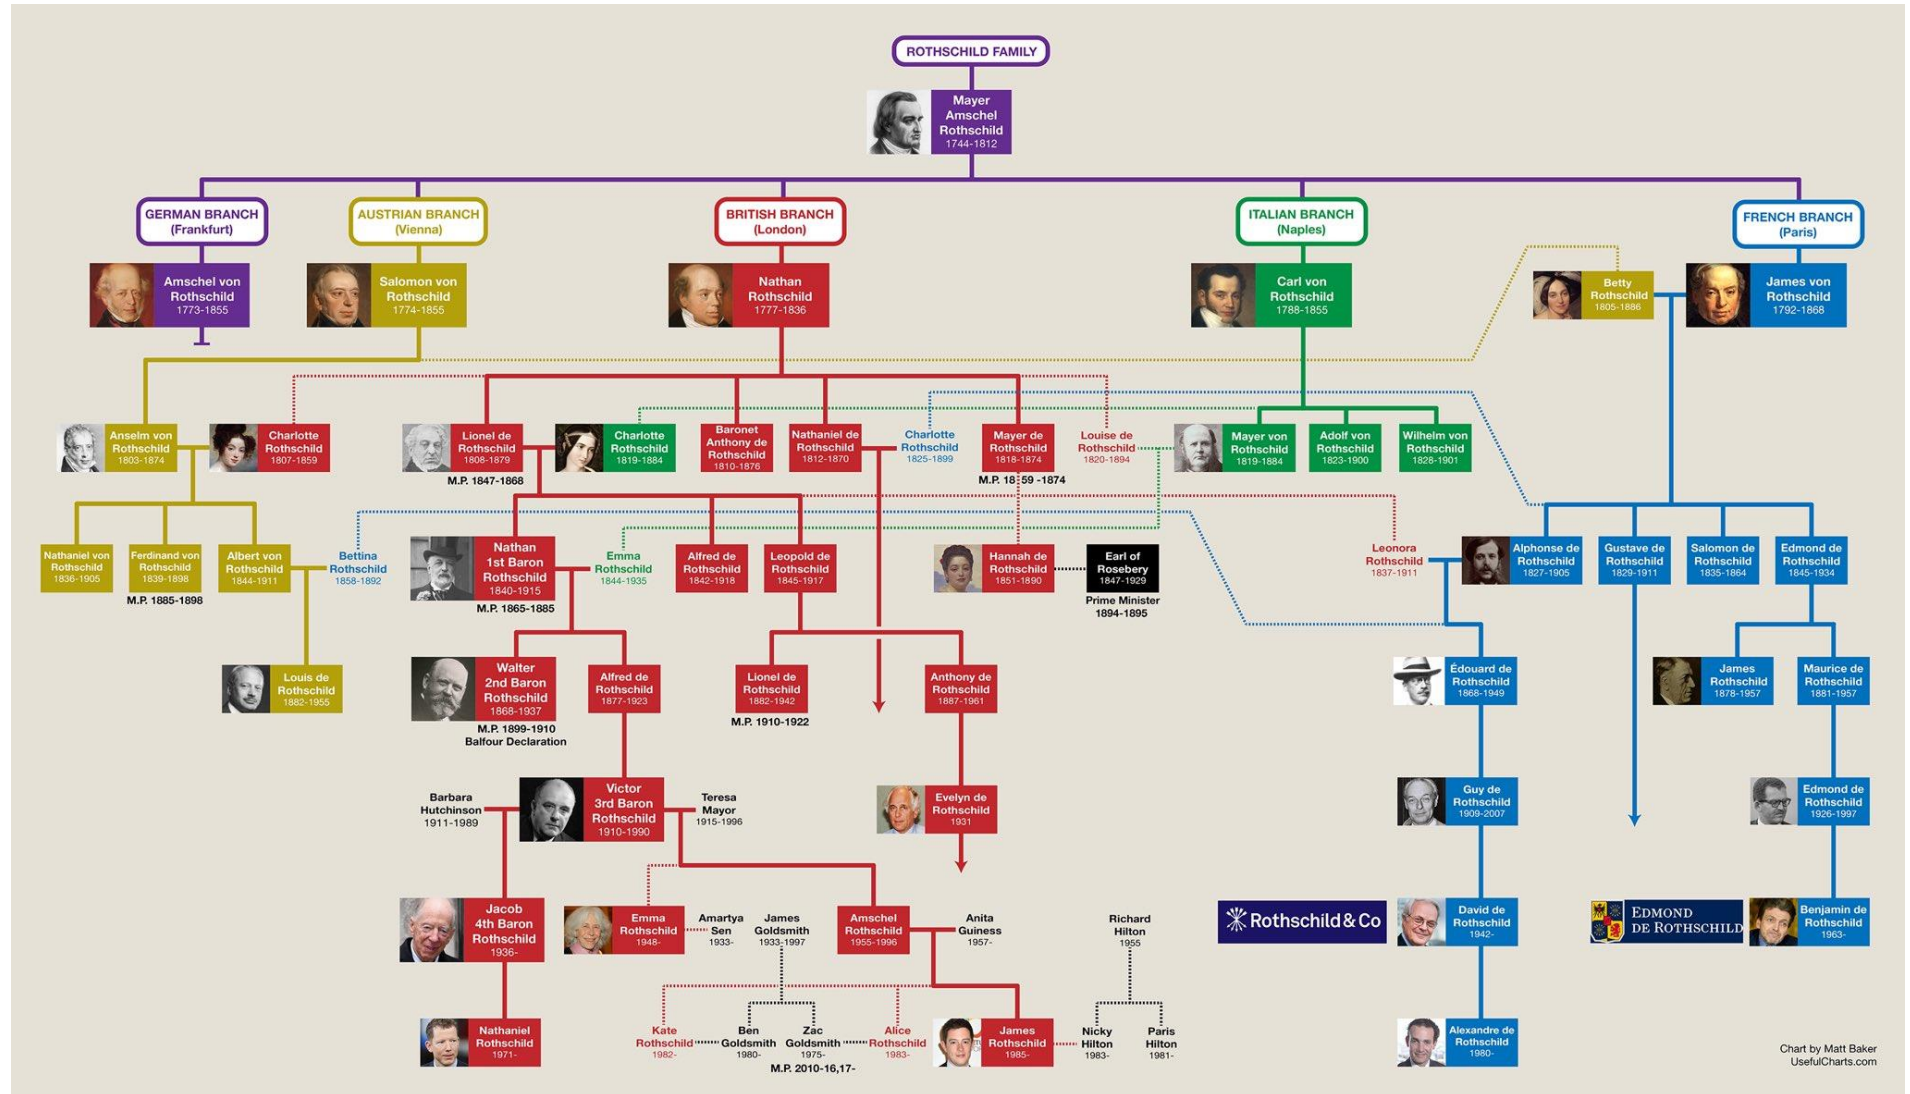 ROTHSCHILD FAMILY
Mayer
Amschel
Rothschild
1744-1812
GERMAN BRANCH
(Frankfurt)
AUSTRIAN BRANCH
(Vienna)
BRITISH BRANCH
(London)
ITALIAN BRANCH
(Naples)
FRENCH BRANCH
(Paris)
Amschel von
Rothschild
1773-1855
Salomon von
Rothschild
1774-1855
Nathan
Rothschild
1777-1836
Carl von
Rothschild
1788-1855
Betty
Rothschild
1805-1886
James von
Rothschild
1792-1868
Anselm von
Rothschild
1803-1874
Charlotte
Rothschild
1807-1859
Lionel de
Rothschild
1808-1879
M.P. 1847-1868
Charlotte
Rothschild
1819-1884
Baronet
Anthony de
Rothschild
1810-1876
Nathaniel de
Rothschild
1812-1870
Charlotte
Rothschild
1825-1899
Mayer de
Rothschild
1818-1874
M.P. 1859 -1874
Louise de
Rothschild
1820-1894
Mayer von
Rothschild
1819-1884
Adolf von
Rothschild
1823-1900
Wilhelm von
Rothschild
1828-1901
Nathaniel von
Rothschild
1836-1905
Ferdinand von
Rothschild
1839-1898
M.P. 1885-1898
Albert von
Rothschild
1844-1911
Bettina
Rothschild
1858-1892
Nathan
1st Baron
Rothschild
1840-1915
M.P. 1865-1885
Emma
Rothschild
1844-1935
Alfred de
Rothschild
1842-1918
Leopold de
Rothschild
1845-1917
Hannah de
Rothschild
1851-1890
Earl of
Rosebery
1847-1929
Prime Minister
1894-1895
Leonora
Rothschild
1837-1911
Alphonse de
Rothschild
1827-1905
Gustave de
Rothschild
1829-1911
Salomon de
Rothschild
1835-1864
Edmond de
Rothschild
1845-1934
Louis de
Rothschild
1882-1955
Walter
2nd Baron
Rothschild
1868-1937
M.P. 1899-1910
Balfour Declaration
Alfred de
Rothschild
1877-1923
Lionel de
Rothschild
1882-1942
M.P. 1910-1922
Anthony de
Rothschild
1887-1961
Édouard de
Rothschild
1868-1949
James
Rothschild
1878-1957
Maurice de
Rothschild
1881-1957
Barbara
Hutchinson
1911-1989
Victor
3rd Baron
Rothschild
1910-1990
Teresa
Mayor
1915-1996
Evelyn de
Rothschild
1931
Guy de
Rothschild
1909-2007
Edmond de
Rothschild
1926-1997
Jacob
4th Baron
Rothschild
1936-
Emma
Rothschild
1948-
Amartya
Sen
1933-
James
Goldsmith
1933-1997
Amschel
Rothschild
1955-1996
Anita
Guiness
1957-
Richard
Hilton
1955
Rothschild & Co
David de
Rothschild
1942-
EDMOND
DE ROTHSCHILD
Benjamin de
Rothschild
1963-
Nathaniel
Rothschild
1971-
Kate
Rothschild
1982-
Ben
Goldsmith
1980-
Zac
Goldsmith
1975-
M.P. 2010-16,17-
Alice
Rothschild
1983-
James
Rothschild
1985-
Nicky
Hilton
1983-
Paris
Hilton
1981-
Alexandre de
Rothschild
1980-
Chart by Matt Baker
UsefulCharts.com